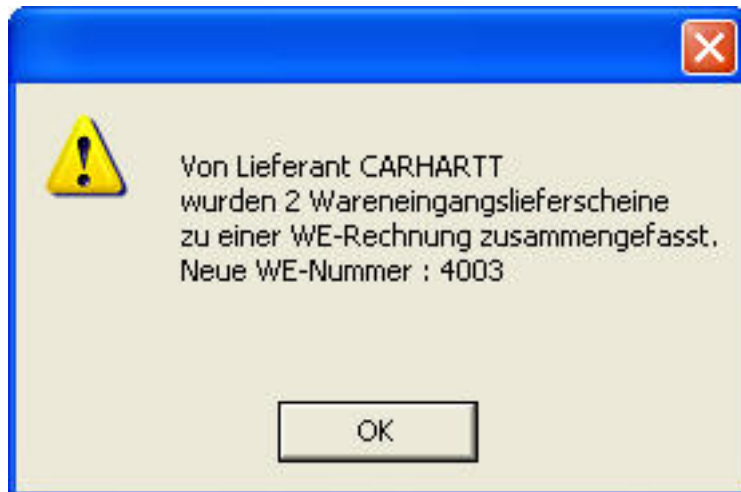 Von Lieferant CARHARTT
wurden 2 Wareneingangslieferscheine
zu einer WE-Rechnung zusammengefasst.
Neue WE-Nummer : 4003
OK